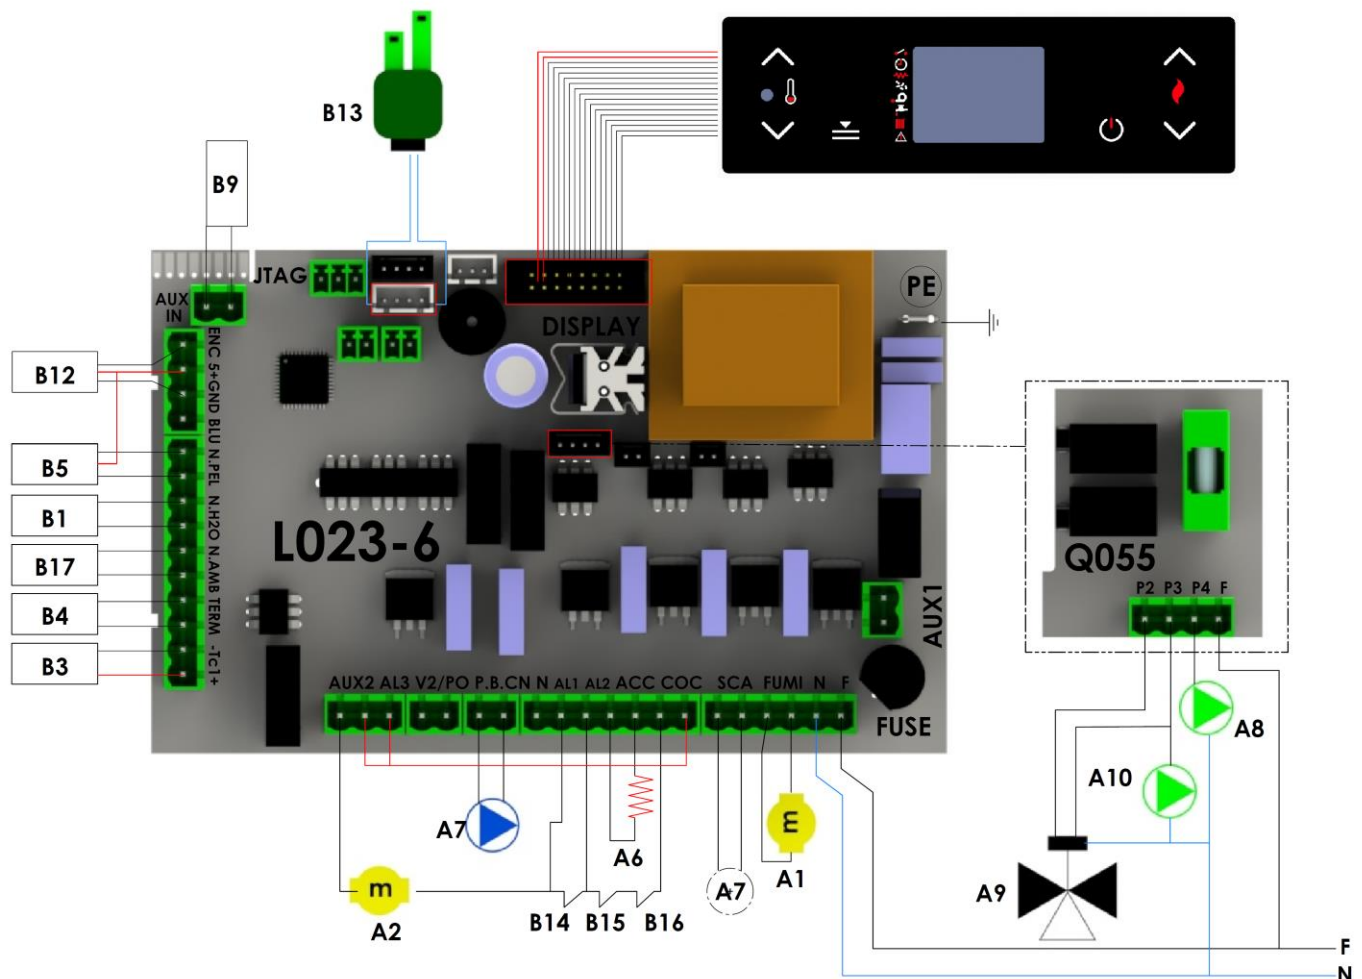 B13
B9
JTAG
PE
AUX
IN
DISPLAY
ENC 5+GND BLU N.PEL N.H2O N.AMB TERM -Tc1+
B12
B5
B1
B17
B4
B3
L023-6
Q055
P2 P3 P4 F
AUX1
AUX2 AL3 V2/PO P.B.CN N AL1 AL2 ACC COC SCA FUMI N F
FUSE
A8
A10
m
A7
A6
A1
A7
A9
m
A2
B14 B15 B16
F
N